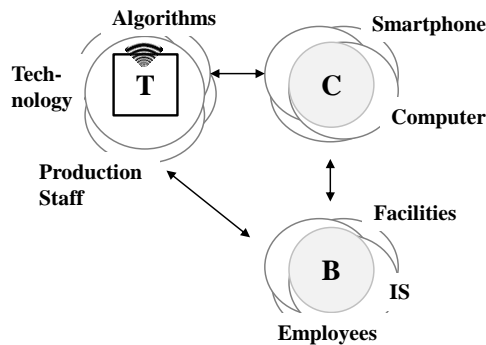 Algorithms
Smartphone
Tech-
nology
T
C
Computer
Production
Staff
Facilities
B
IS
Employees